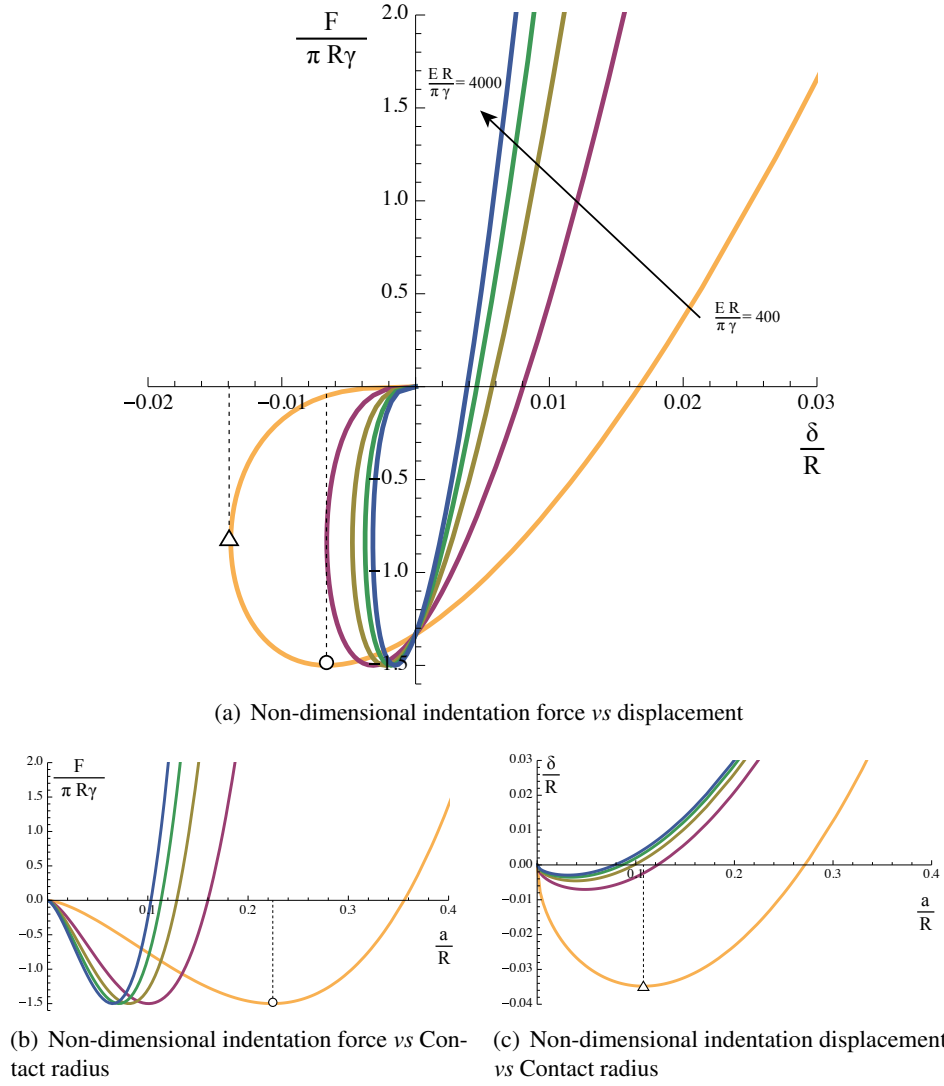 2.0
F
π Rγ
E R
π γ
= 4000
1.5
1.0
0.5
E R
π γ
= 400
−0.02
−0.01
0.01
0.02
0.03
δ
R
−0.5
−1.0
−1.5
(a) Non-dimensional indentation force vs displacement
2.0
F
π Rγ
1.5
1.0
0.5
0.0
0.1
0.2
0.3
0.4
a
R
−0.5
−1.0
−1.5
(b) Non-dimensional indentation force vs Con-
tact radius
0.03
δ
R
0.02
0.01
0.00
0.1
0.2
0.3
0.4
a
R
−0.01
−0.02
−0.03
−0.04
(c) Non-dimensional indentation displacement
vs Contact radius